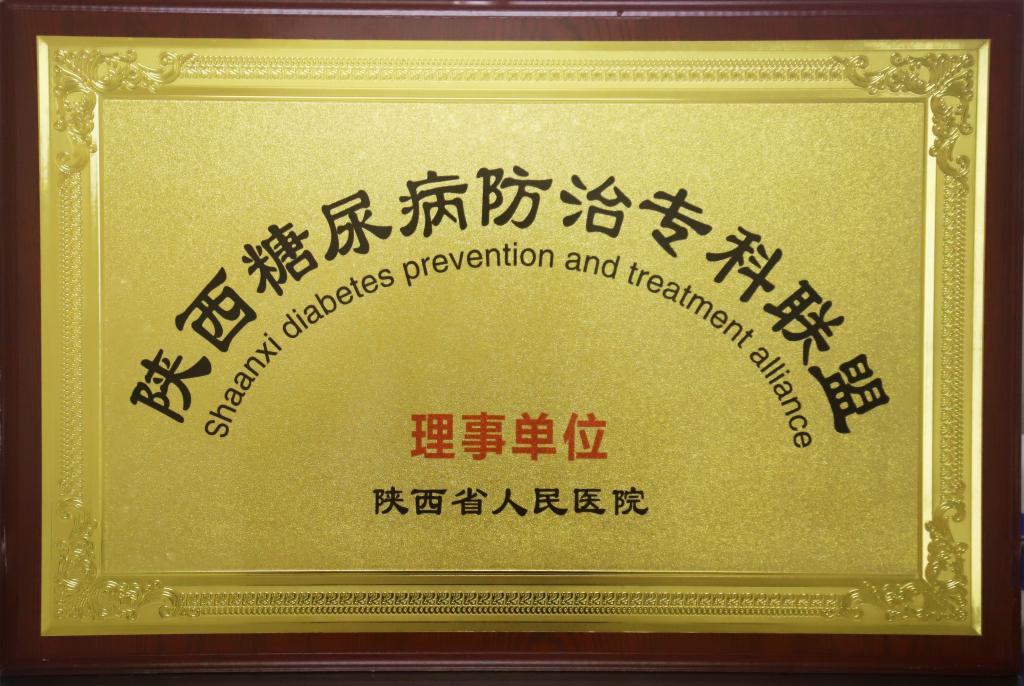 陕西糖尿病防治专科联盟
Shaanxi diabetes prevention and treatment alliance
理事单位
陕西省人民医院